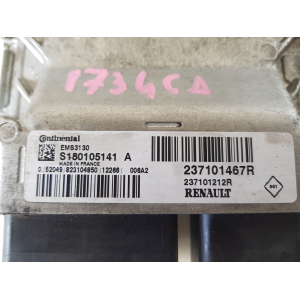 1734CA
Continental
EMS3130
S180105141 A
MADE IN FRANCE
237101467R
237101212R
RENAULT